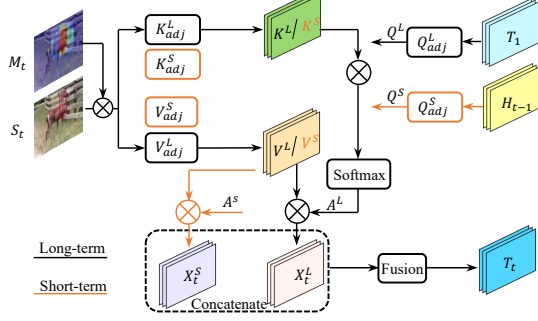 M_t
S_t
K^L_adj
K^S_adj
V^S_adj
V^L_adj
K^L/ K^S
V^L/ V^S
Q^L
Q^L_adj
T_1
Q^S
Q^S_adj
H_{t-1}
Softmax
A^s
A^L
Long-term
Short-term
X^S_t
X^L_t
Concatenate
Fusion
T_t